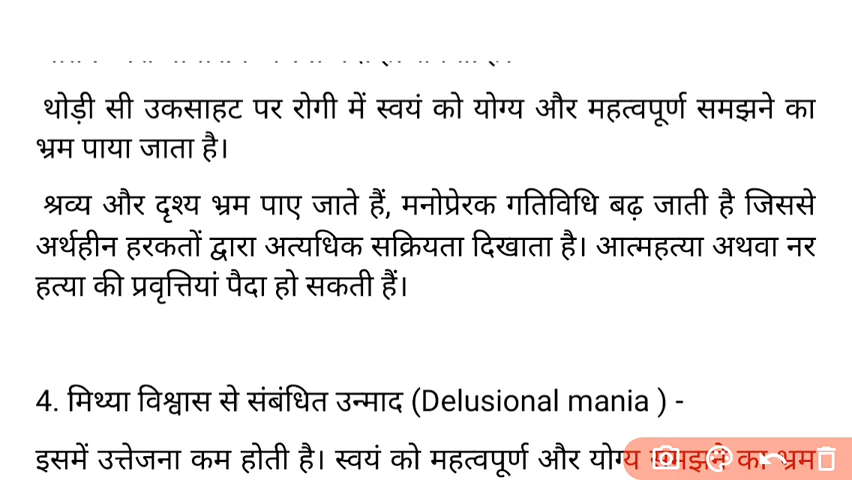 थोड़ी सी उकसाहट पर रोगी में स्वयं को योग्य और महत्वपूर्ण समझने का
भ्रम पाया जाता है।
श्रव्य और दृश्य भ्रम पाए जाते हैं, मनोप्रेरक गतिविधि बढ़ जाती है जिससे
अर्थहीन हरकतों द्वारा अत्यधिक सक्रियता दिखाता है। आत्महत्या अथवा नर
हत्या की प्रवृत्तियां पैदा हो सकती हैं।
4. मिथ्या विश्वास से संबंधित उन्माद (Delusional mania ) -
इसमें उत्तेजना कम होती है। स्वयं को महत्वपूर्ण और योग्य समझने का भ्रम